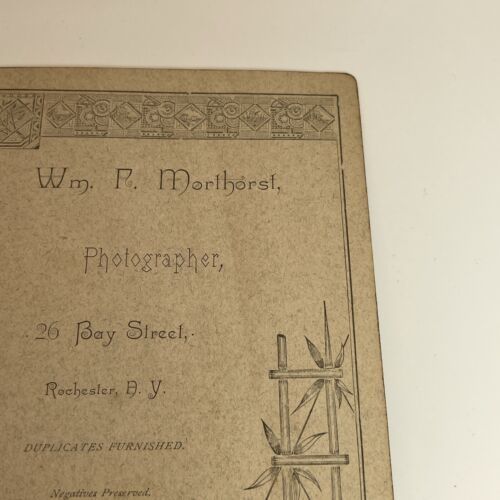 Wm. F. Morthorst,
Photographer,
26 Bay Street,
Rochester, N. Y.
DUPLICATES FURNISHED.
Negatives Preserved.